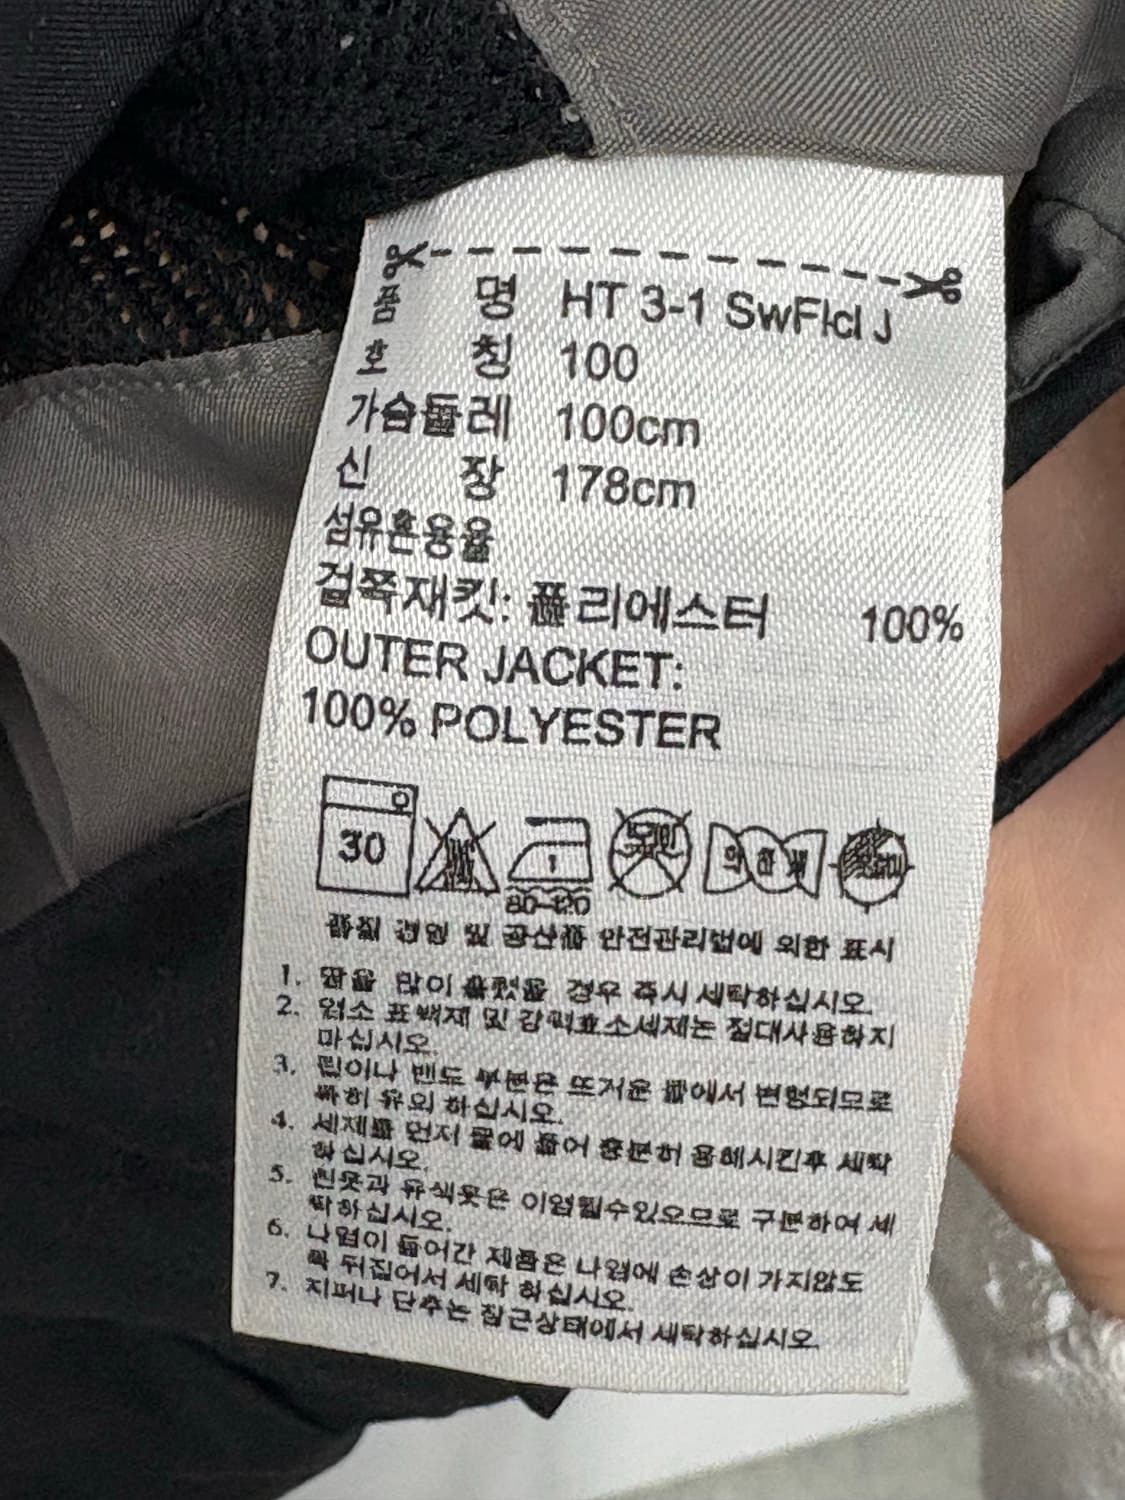 품 명 HT 3-1 SwFlcl J
호 칭 100
가슴둘레 100cm
신 장 178cm
섬유혼용율
겉쪽재킷: 폴리에스터 100%
OUTER JACKET:
100% POLYESTER
30
1
80-120
드라이
약하게
품질 경영 및 공산품 안전관리법에 의한 표시
1. 땀을 많이 흘렸을 경우 즉시 세탁하십시오.
2. 염소 표백제 및 강력효소세제는 절대사용하지
마십시오.
3. 립이나 밴드 부분은 뜨거운 물에서 변형되므로
특히 유의 하십시오.
4. 세제를 먼저 물에 풀어 충분히 용해시킨후 세탁
하십시오.
5. 흰옷과 유색옷은 이염될수있으므로 구분하여 세
탁하십시오.
6. 나염이 들어간 제품은 나염에 손상이 가지않도
록 뒤집어서 세탁 하십시오.
7. 지퍼나 단추는 잠근상태에서 세탁하십시오.